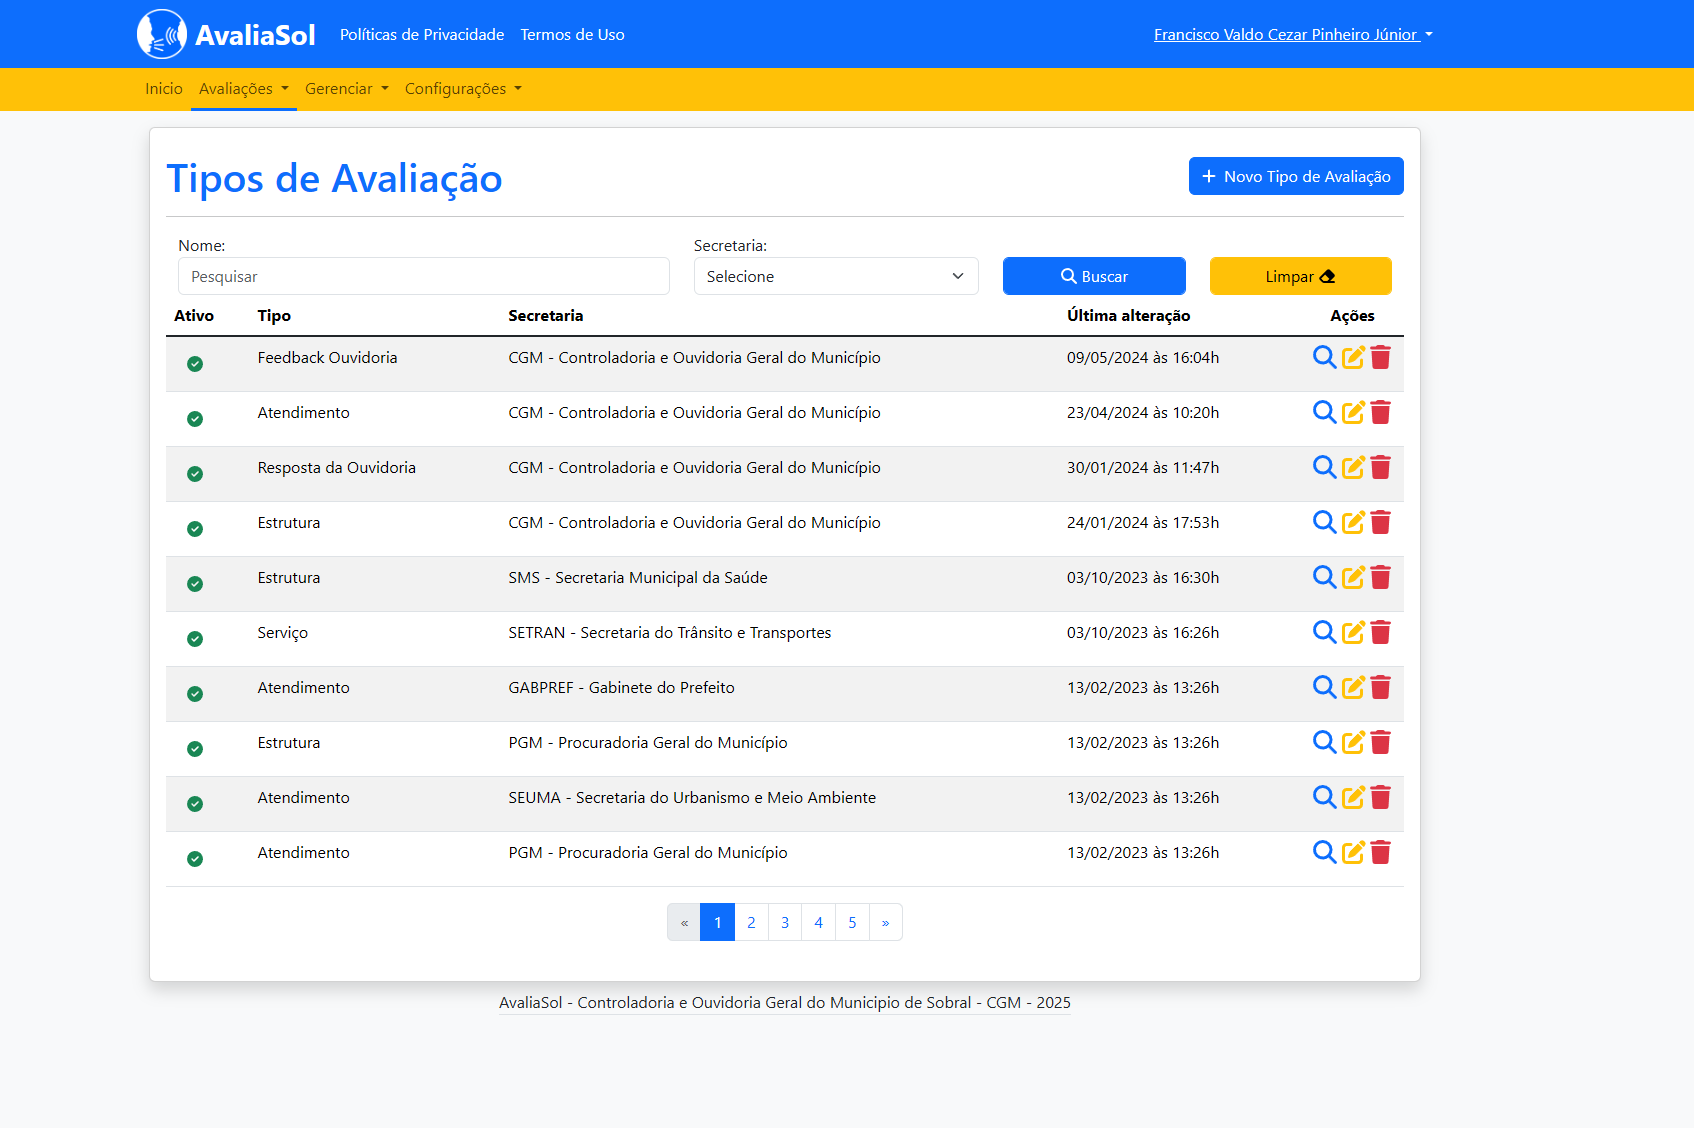 AvaliaSol Políticas de Privacidade Termos de Uso Francisco Valdo Cezar Pinheiro Júnior
Inicio Avaliações Gerenciar Configurações
Tipos de Avaliação
+ Novo Tipo de Avaliação
Nome: Secretaria:
Pesquisar Selecione Buscar Limpar
Ativo Tipo Secretaria Última alteração Ações
Feedback Ouvidoria CGM - Controladoria e Ouvidoria Geral do Município 09/05/2024 às 16:04h
Atendimento CGM - Controladoria e Ouvidoria Geral do Município 23/04/2024 às 10:20h
Resposta da Ouvidoria CGM - Controladoria e Ouvidoria Geral do Município 30/01/2024 às 11:47h
Estrutura CGM - Controladoria e Ouvidoria Geral do Município 24/01/2024 às 17:53h
Estrutura SMS - Secretaria Municipal da Saúde 03/10/2023 às 16:30h
Serviço SETRAN - Secretaria do Trânsito e Transportes 03/10/2023 às 16:26h
Atendimento GABPREF - Gabinete do Prefeito 13/02/2023 às 13:26h
Estrutura PGM - Procuradoria Geral do Município 13/02/2023 às 13:26h
Atendimento SEUMA - Secretaria do Urbanismo e Meio Ambiente 13/02/2023 às 13:26h
Atendimento PGM - Procuradoria Geral do Município 13/02/2023 às 13:26h
« 1 2 3 4 5 »
AvaliaSol - Controladoria e Ouvidoria Geral do Municipio de Sobral - CGM - 2025